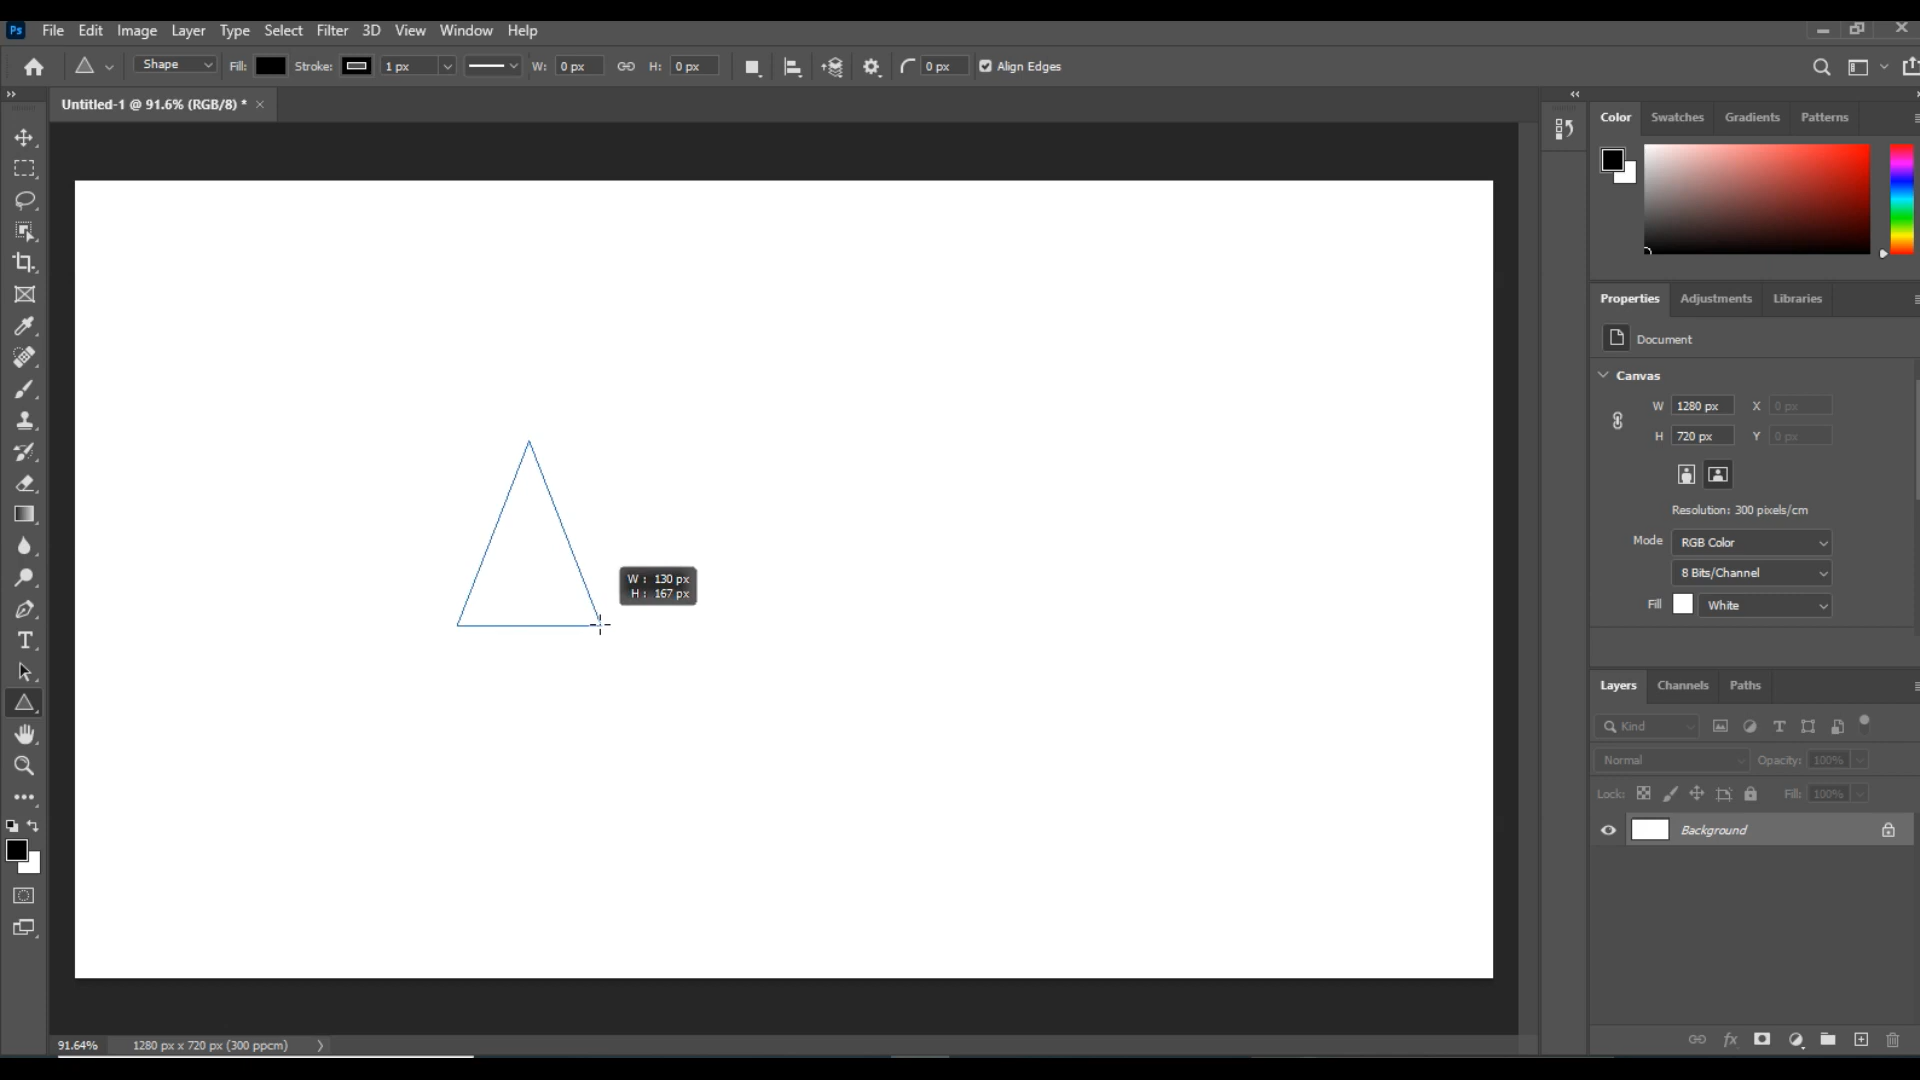 Ps File Edit Image Layer Type Select Filter 3D View Window Help
Shape Fill: Stroke: 1 px W: 0 px H: 0 px 0 px Align Edges
Untitled-1 @ 91.6% (RGB/8) *
Color Swatches Gradients Patterns
Properties Adjustments Libraries
Document
Canvas
W 1280 px X 0 px
H 720 px Y 0 px
Resolution: 300 pixels/cm
Mode RGB Color
8 Bits/Channel
Fill White
W : 130 px
H : 167 px
T
Layers Channels Paths
Kind
Normal Opacity: 100%
Lock: Fill: 100%
Background
fx
91.64% 1280 px x 720 px (300 ppcm)